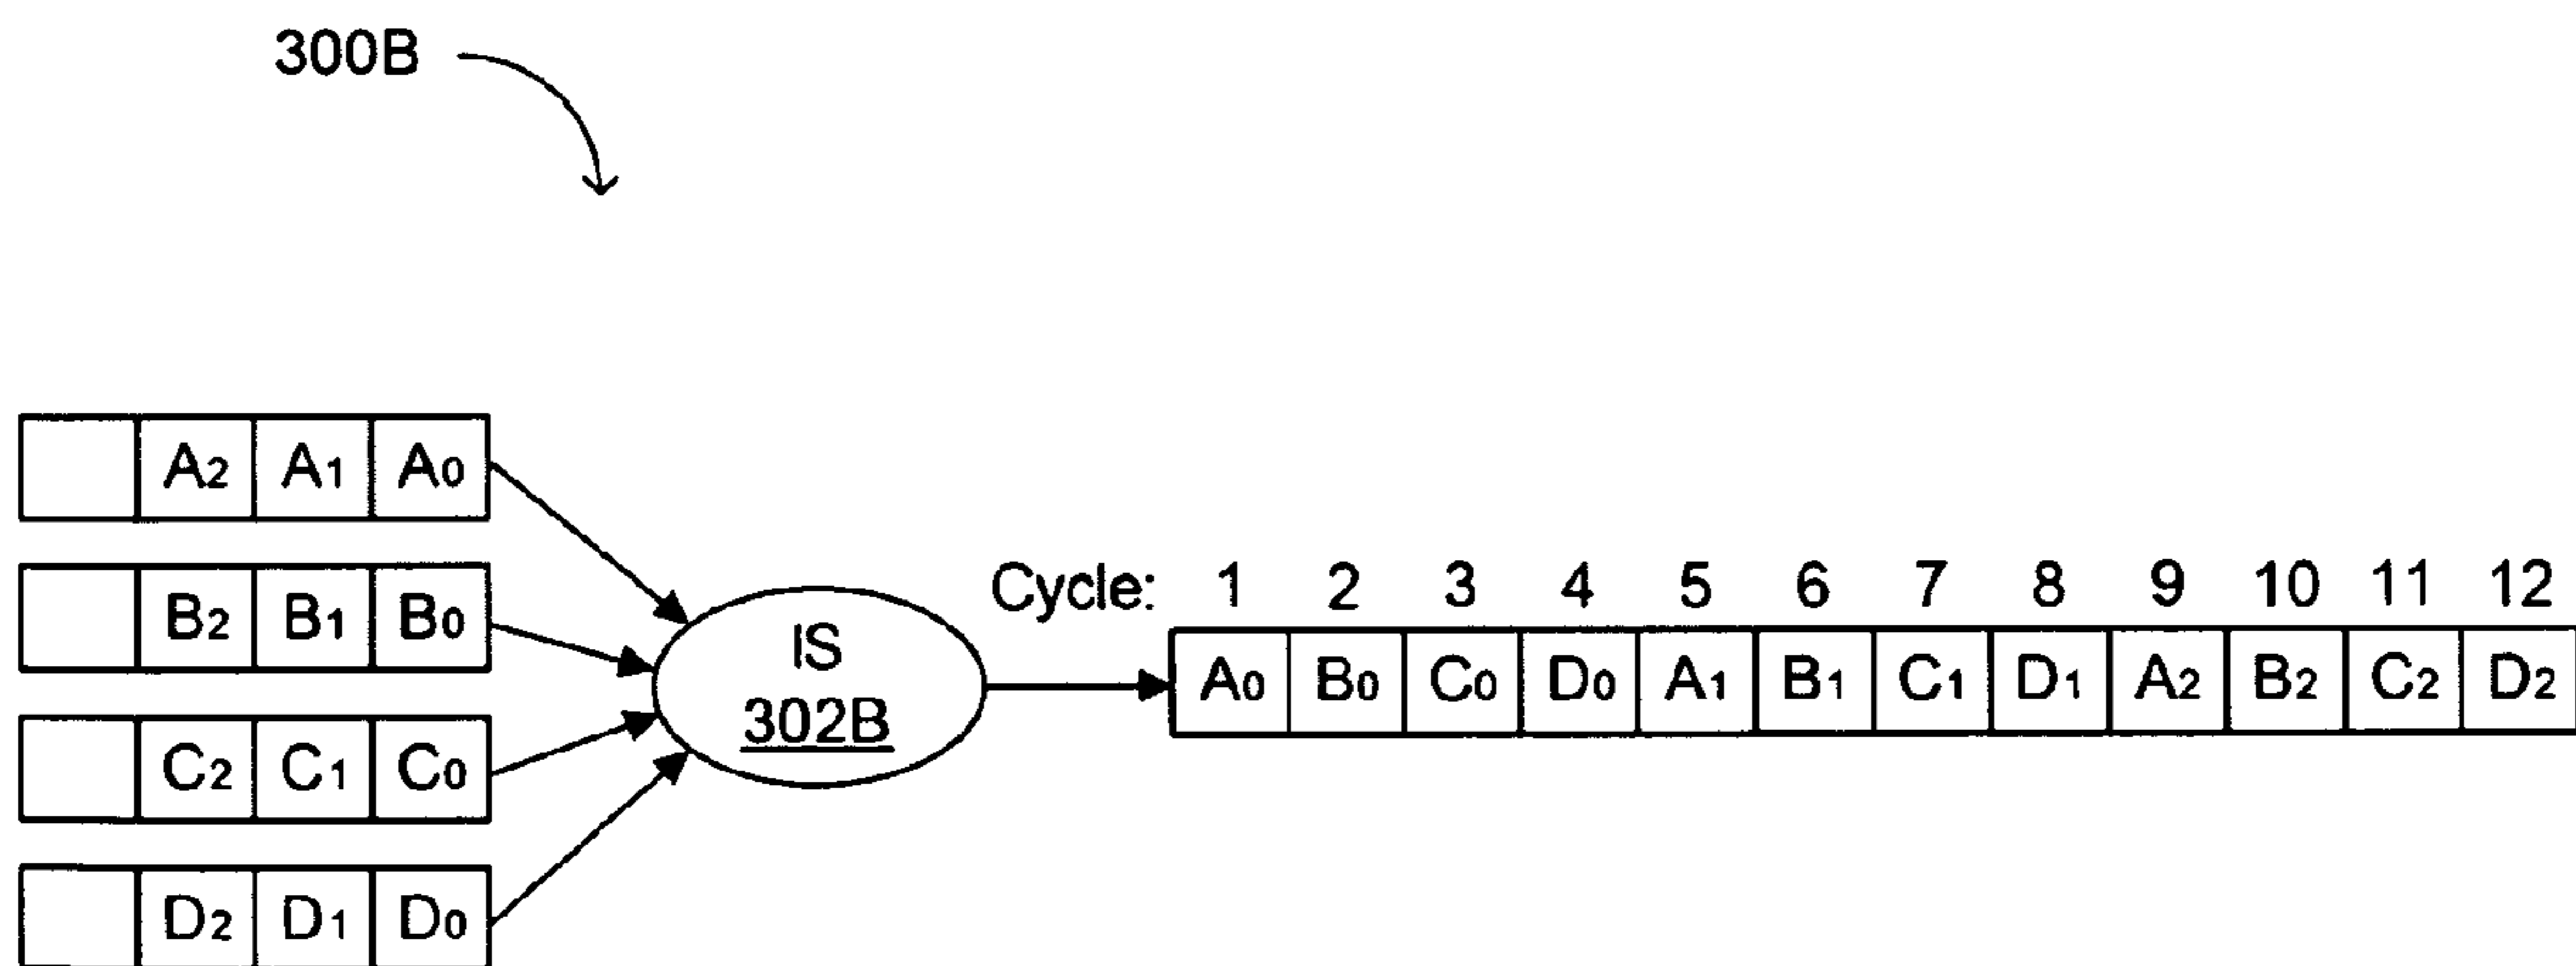 300B
A2 A1 A0
B2 B1 B0
C2 C1 C0
D2 D1 D0
IS
302B
Cycle: 1 2 3 4 5 6 7 8 9 10 11 12
A0 B0 C0 D0 A1 B1 C1 D1 A2 B2 C2 D2